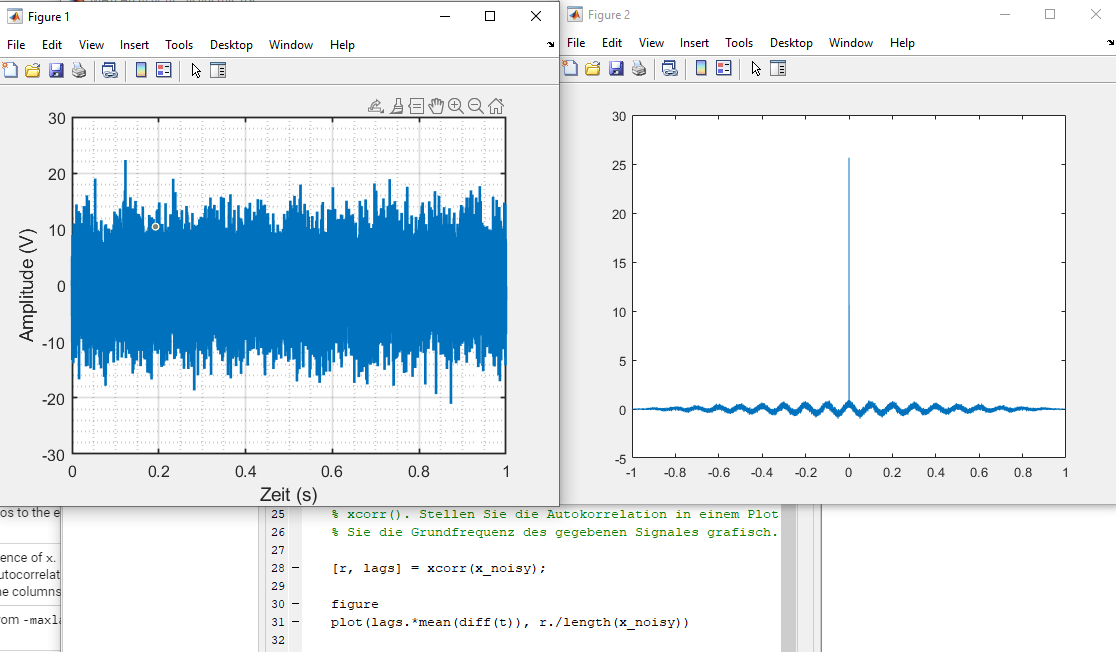 Figure 1
File Edit View Insert Tools Desktop Window Help
30
20
10
0
-10
-20
-30
Amplitude (V)
0 0.2 0.4 0.6 0.8 1
Zeit (s)
Figure 2
File Edit View Insert Tools Desktop Window Help
30
25
20
15
10
5
0
-5
-1 -0.8 -0.6 -0.4 -0.2 0 0.2 0.4 0.6 0.8 1
os to the e
ence of x.
utocorrelat
ne columns
om -maxla
25 % xcorr(). Stellen Sie die Autokorrelation in einem Plot
26 % Sie die Grundfrequenz des gegebenen Signales grafisch.
27
28 – [r, lags] = xcorr(x_noisy);
29
30 – figure
31 – plot(lags.*mean(diff(t)), r./length(x_noisy))
32